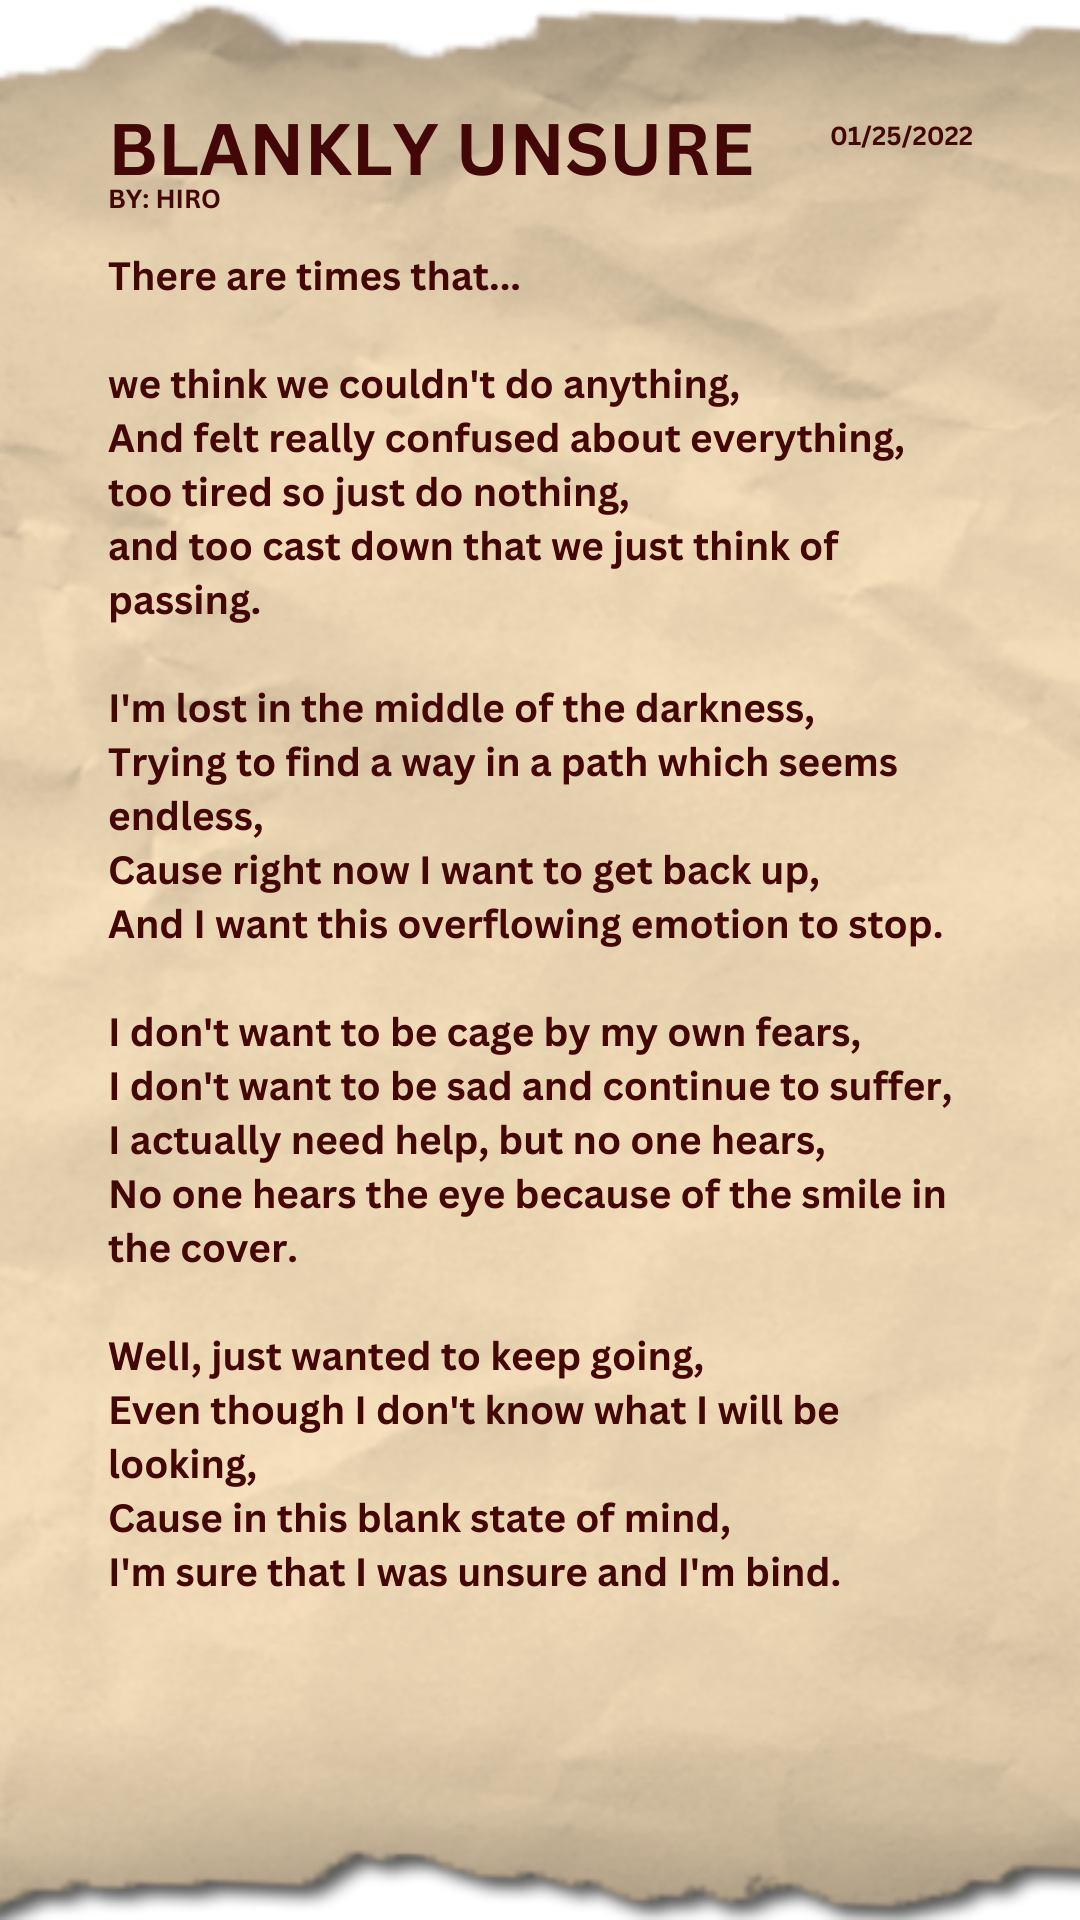 BLANKLY UNSURE
01/25/2022
BY: HIRO
There are times that...
we think we couldn't do anything,
And felt really confused about everything,
too tired so just do nothing,
and too cast down that we just think of
passing.
I'm lost in the middle of the darkness,
Trying to find a way in a path which seems
endless,
Cause right now I want to get back up,
And I want this overflowing emotion to stop.
I don't want to be cage by my own fears,
I don't want to be sad and continue to suffer,
I actually need help, but no one hears,
No one hears the eye because of the smile in
the cover.
WelI, just wanted to keep going,
Even though I don't know what I will be
looking,
Cause in this blank state of mind,
I'm sure that I was unsure and I'm bind.